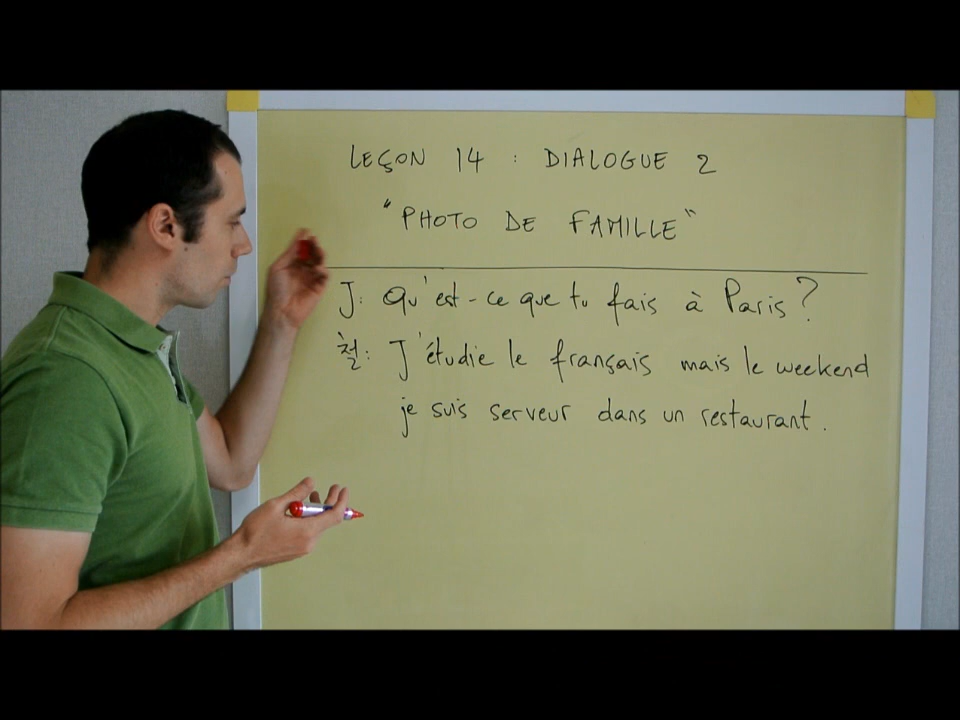 LEÇON 14 : DIALOGUE 2
"PHOTO DE FAMILLE"
J: Qu'est-ce que tu fais à Paris?
철: J'étudie le français mais le weekend
je suis serveur dans un restaurant.